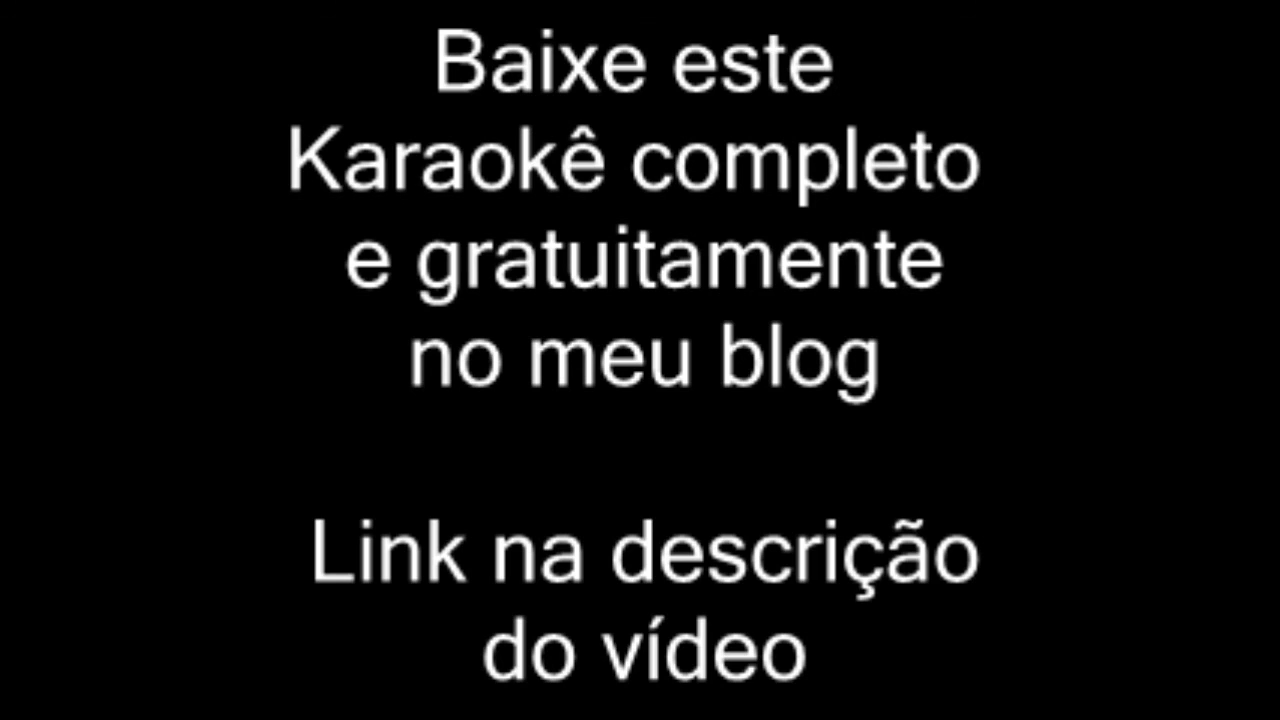 Baixe este
Karaokê completo
e gratuitamente
no meu blog
Link na descrição
do vídeo